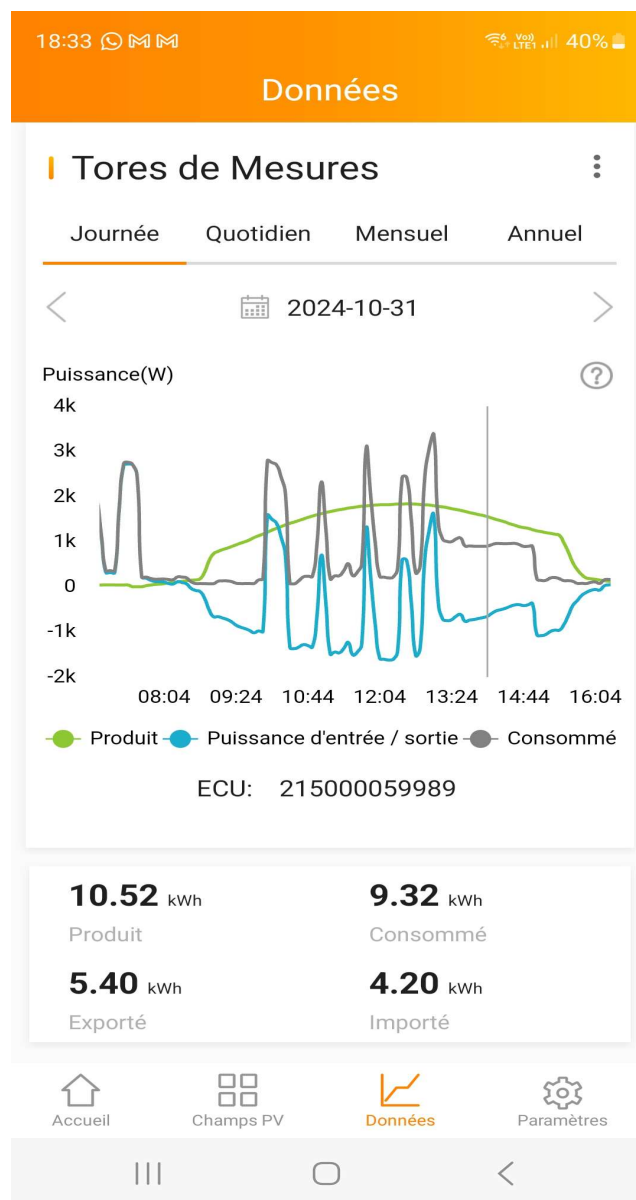 18:33 40%
Vo)) LTE1
Données
Tores de Mesures
Journée Quotidien Mensuel Annuel
2024-10-31
Puissance(W)
?
4k
3k
2k
1k
0
-1k
-2k
08:04 09:24 10:44 12:04 13:24 14:44 16:04
Produit Puissance d'entrée / sortie Consommé
ECU: 215000059989
10.52 kWh 9.32 kWh
Produit Consommé
5.40 kWh 4.20 kWh
Exporté Importé
Accueil Champs PV Données Paramètres